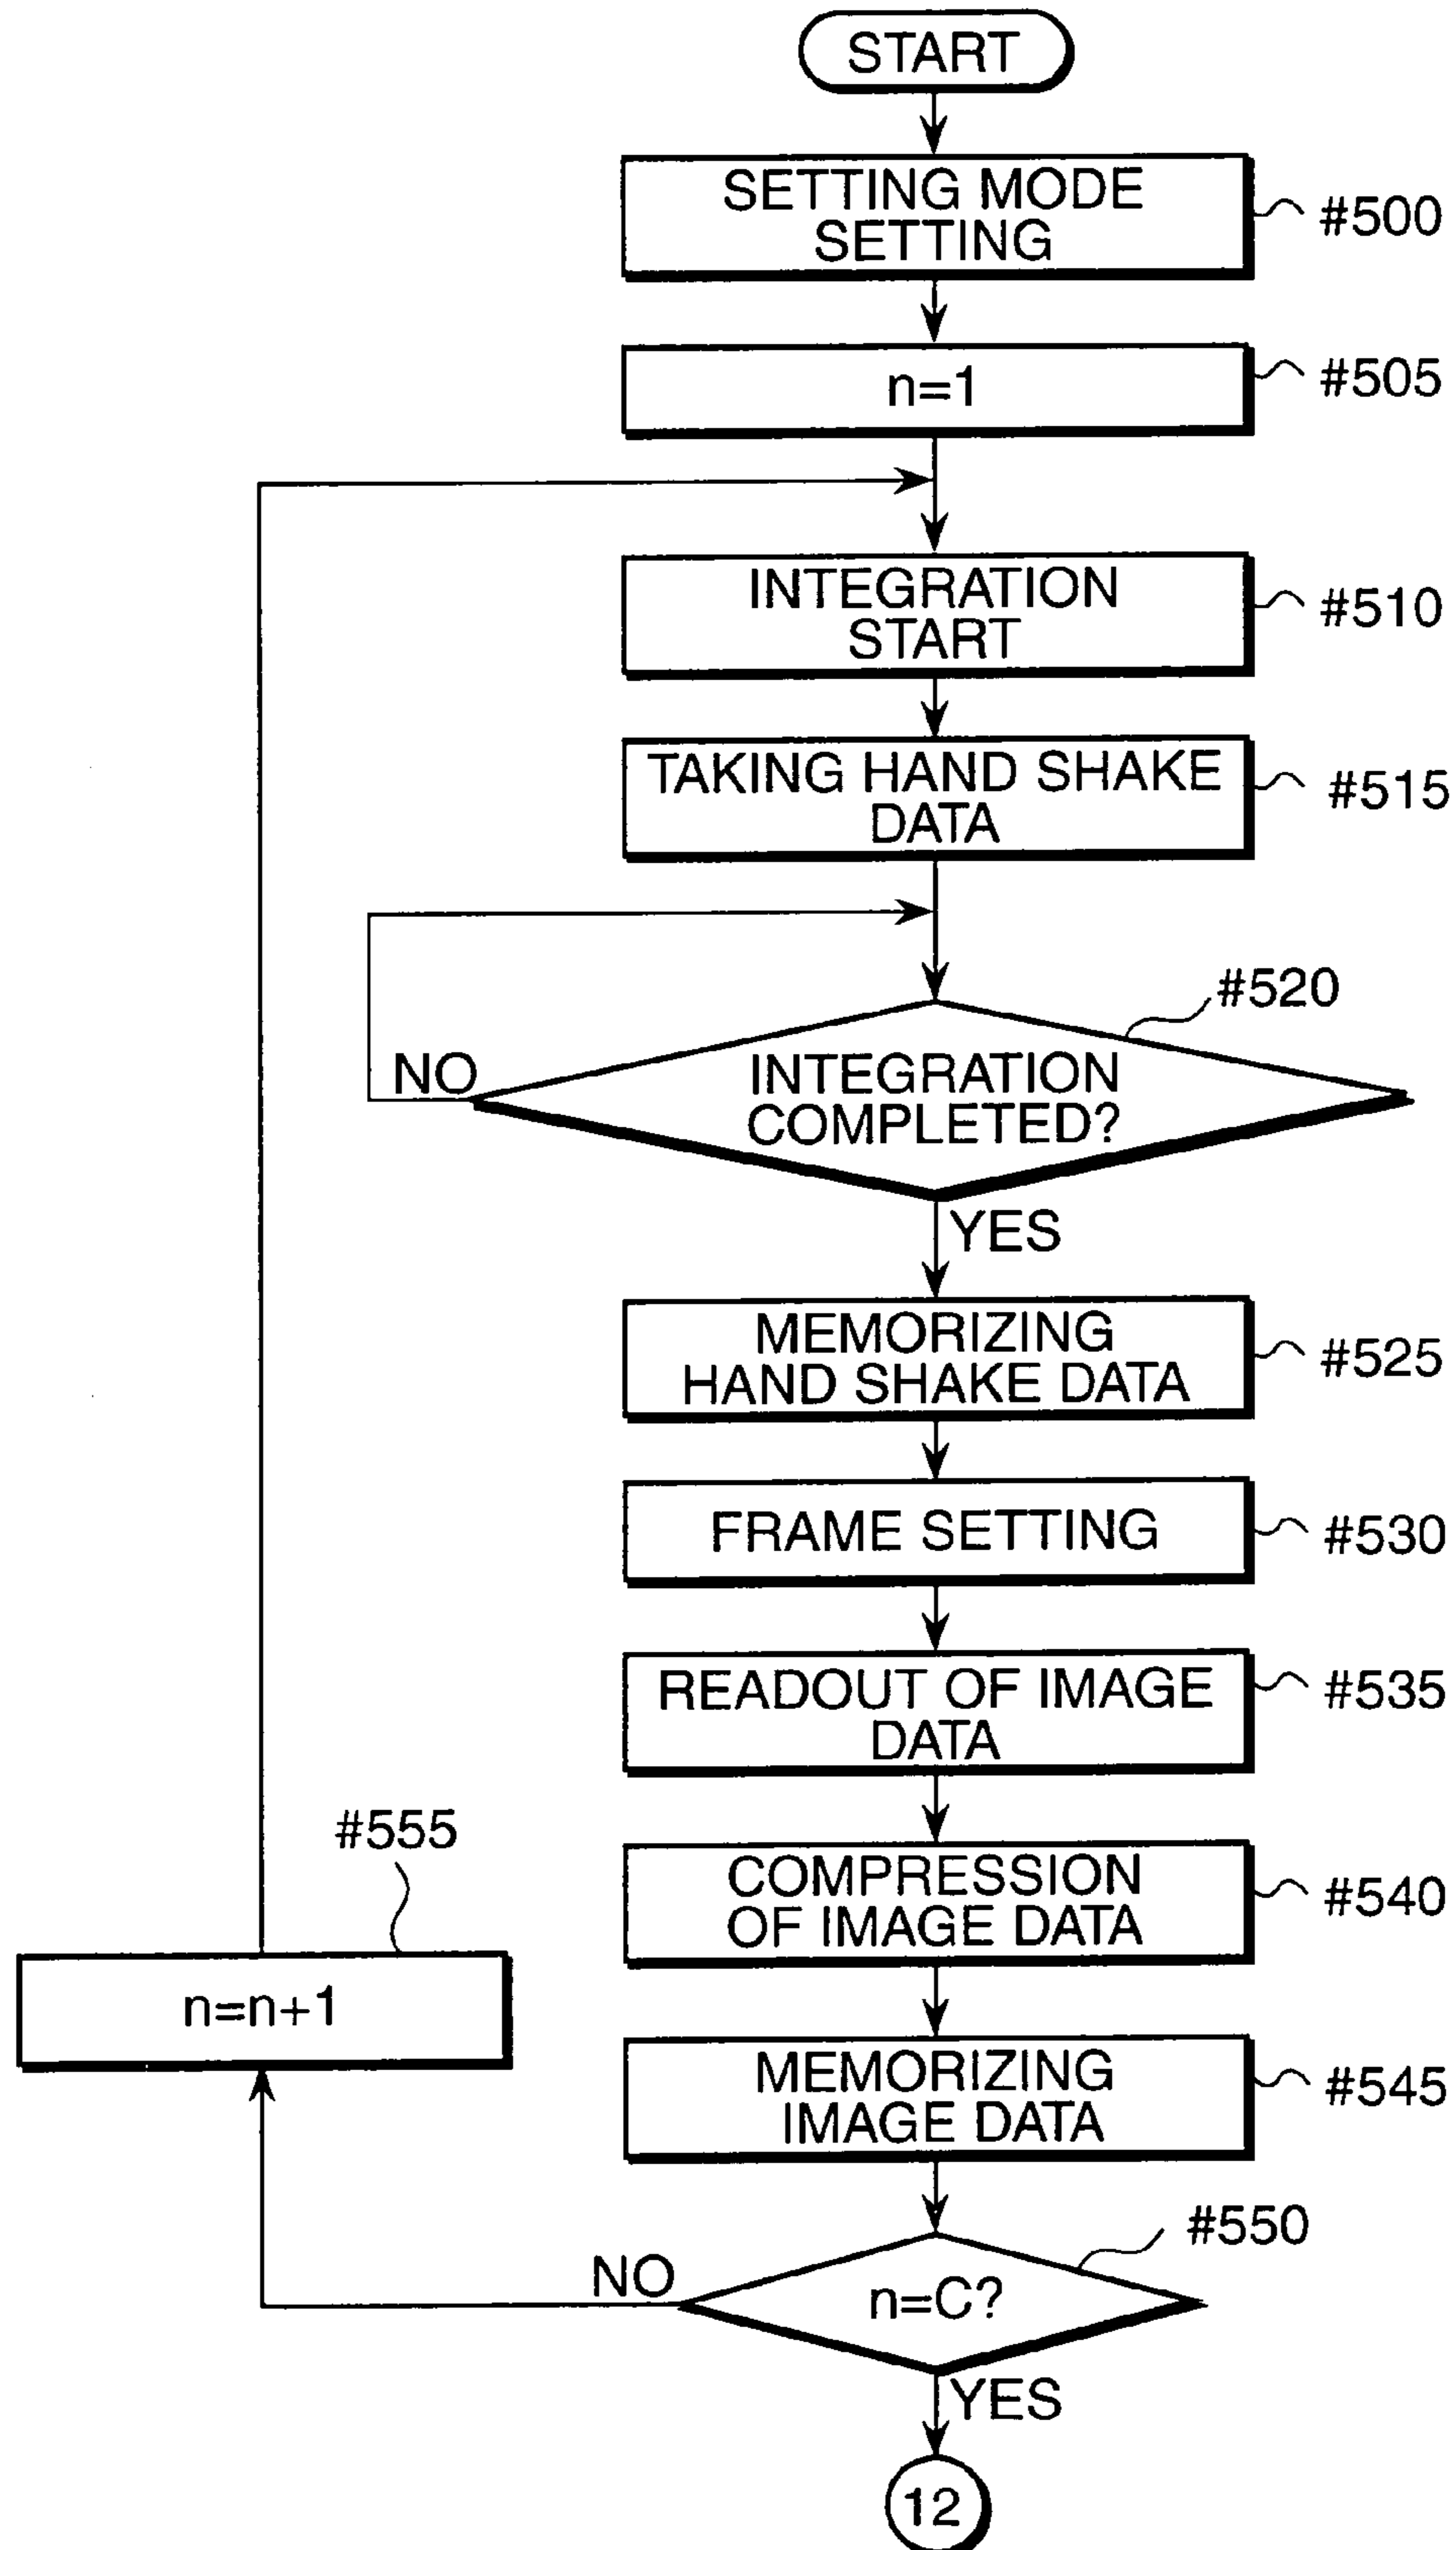 START
SETTING MODE
SETTING
#500
n=1
#505
INTEGRATION
START
#510
TAKING HAND SHAKE
DATA
#515
#520
NO
INTEGRATION
COMPLETED?
YES
MEMORIZING
HAND SHAKE DATA
#525
FRAME SETTING
#530
READOUT OF IMAGE
DATA
#535
#555
COMPRESSION
OF IMAGE DATA
#540
n=n+1
MEMORIZING
IMAGE DATA
#545
#550
NO
n=C?
YES
12